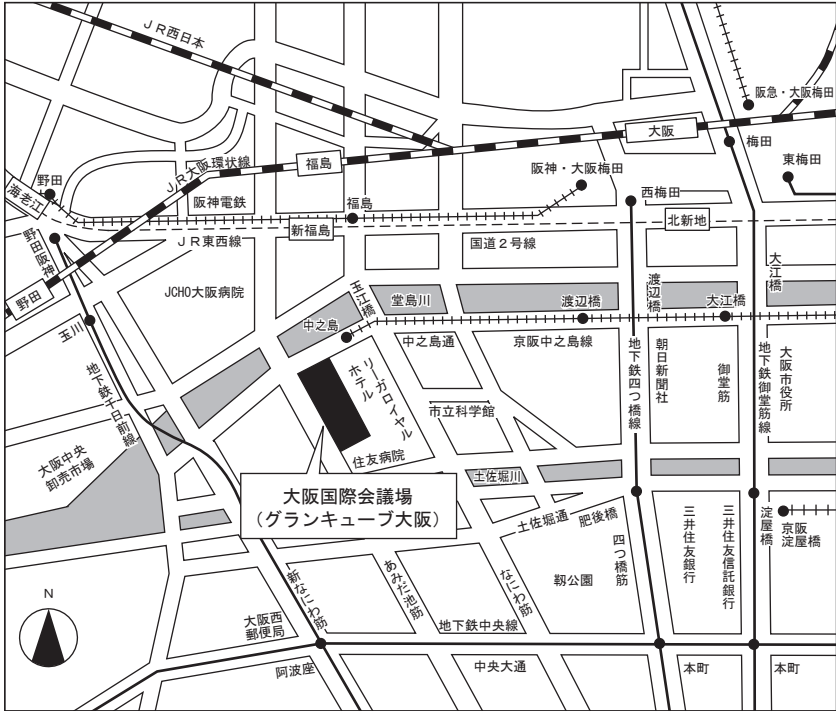 JR西日本
阪急・大阪梅田
大阪
梅田
東梅田
JR大阪環状線
福島
阪神・大阪梅田
野田
海老江
阪神電鉄
福島
西梅田
新福島
北新地
野田阪神
JR東西線
国道2号線
大江橋
野田
JCHO大阪病院
玉江橋
堂島川
渡辺橋
渡辺橋
大江橋
玉川
中之島
中之島通
京阪中之島線
地下鉄四つ橋線
朝日新聞社
御堂筋
地下鉄御堂筋線
大阪市役所
地下鉄千日前線
リーガロイヤル
ホテル
市立科学館
大阪中央
卸売市場
住友病院
土佐堀川
大阪国際会議場
(グランキューブ大阪)
土佐堀通
肥後橋
四つ橋筋
三井住友銀行
三井住友信託銀行
淀屋橋
京阪
淀屋橋
新なにわ筋
あみだ池筋
なにわ筋
靱公園
N
大阪西
郵便局
地下鉄中央線
阿波座
中央大通
本町
本町